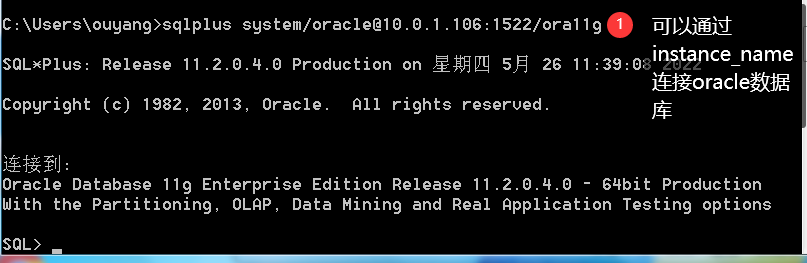 C:\Users\ouyang>sqlplus system/oracle@10.0.1.106:1522/ora11g
1
可以通过
instance_name
连接oracle数据
库
SQL*Plus: Release 11.2.0.4.0 Production on 星期四 5月 26 11:39:08 2022
Copyright (c) 1982, 2013, Oracle.  All rights reserved.
连接到:
Oracle Database 11g Enterprise Edition Release 11.2.0.4.0 - 64bit Production
With the Partitioning, OLAP, Data Mining and Real Application Testing options
SQL> _